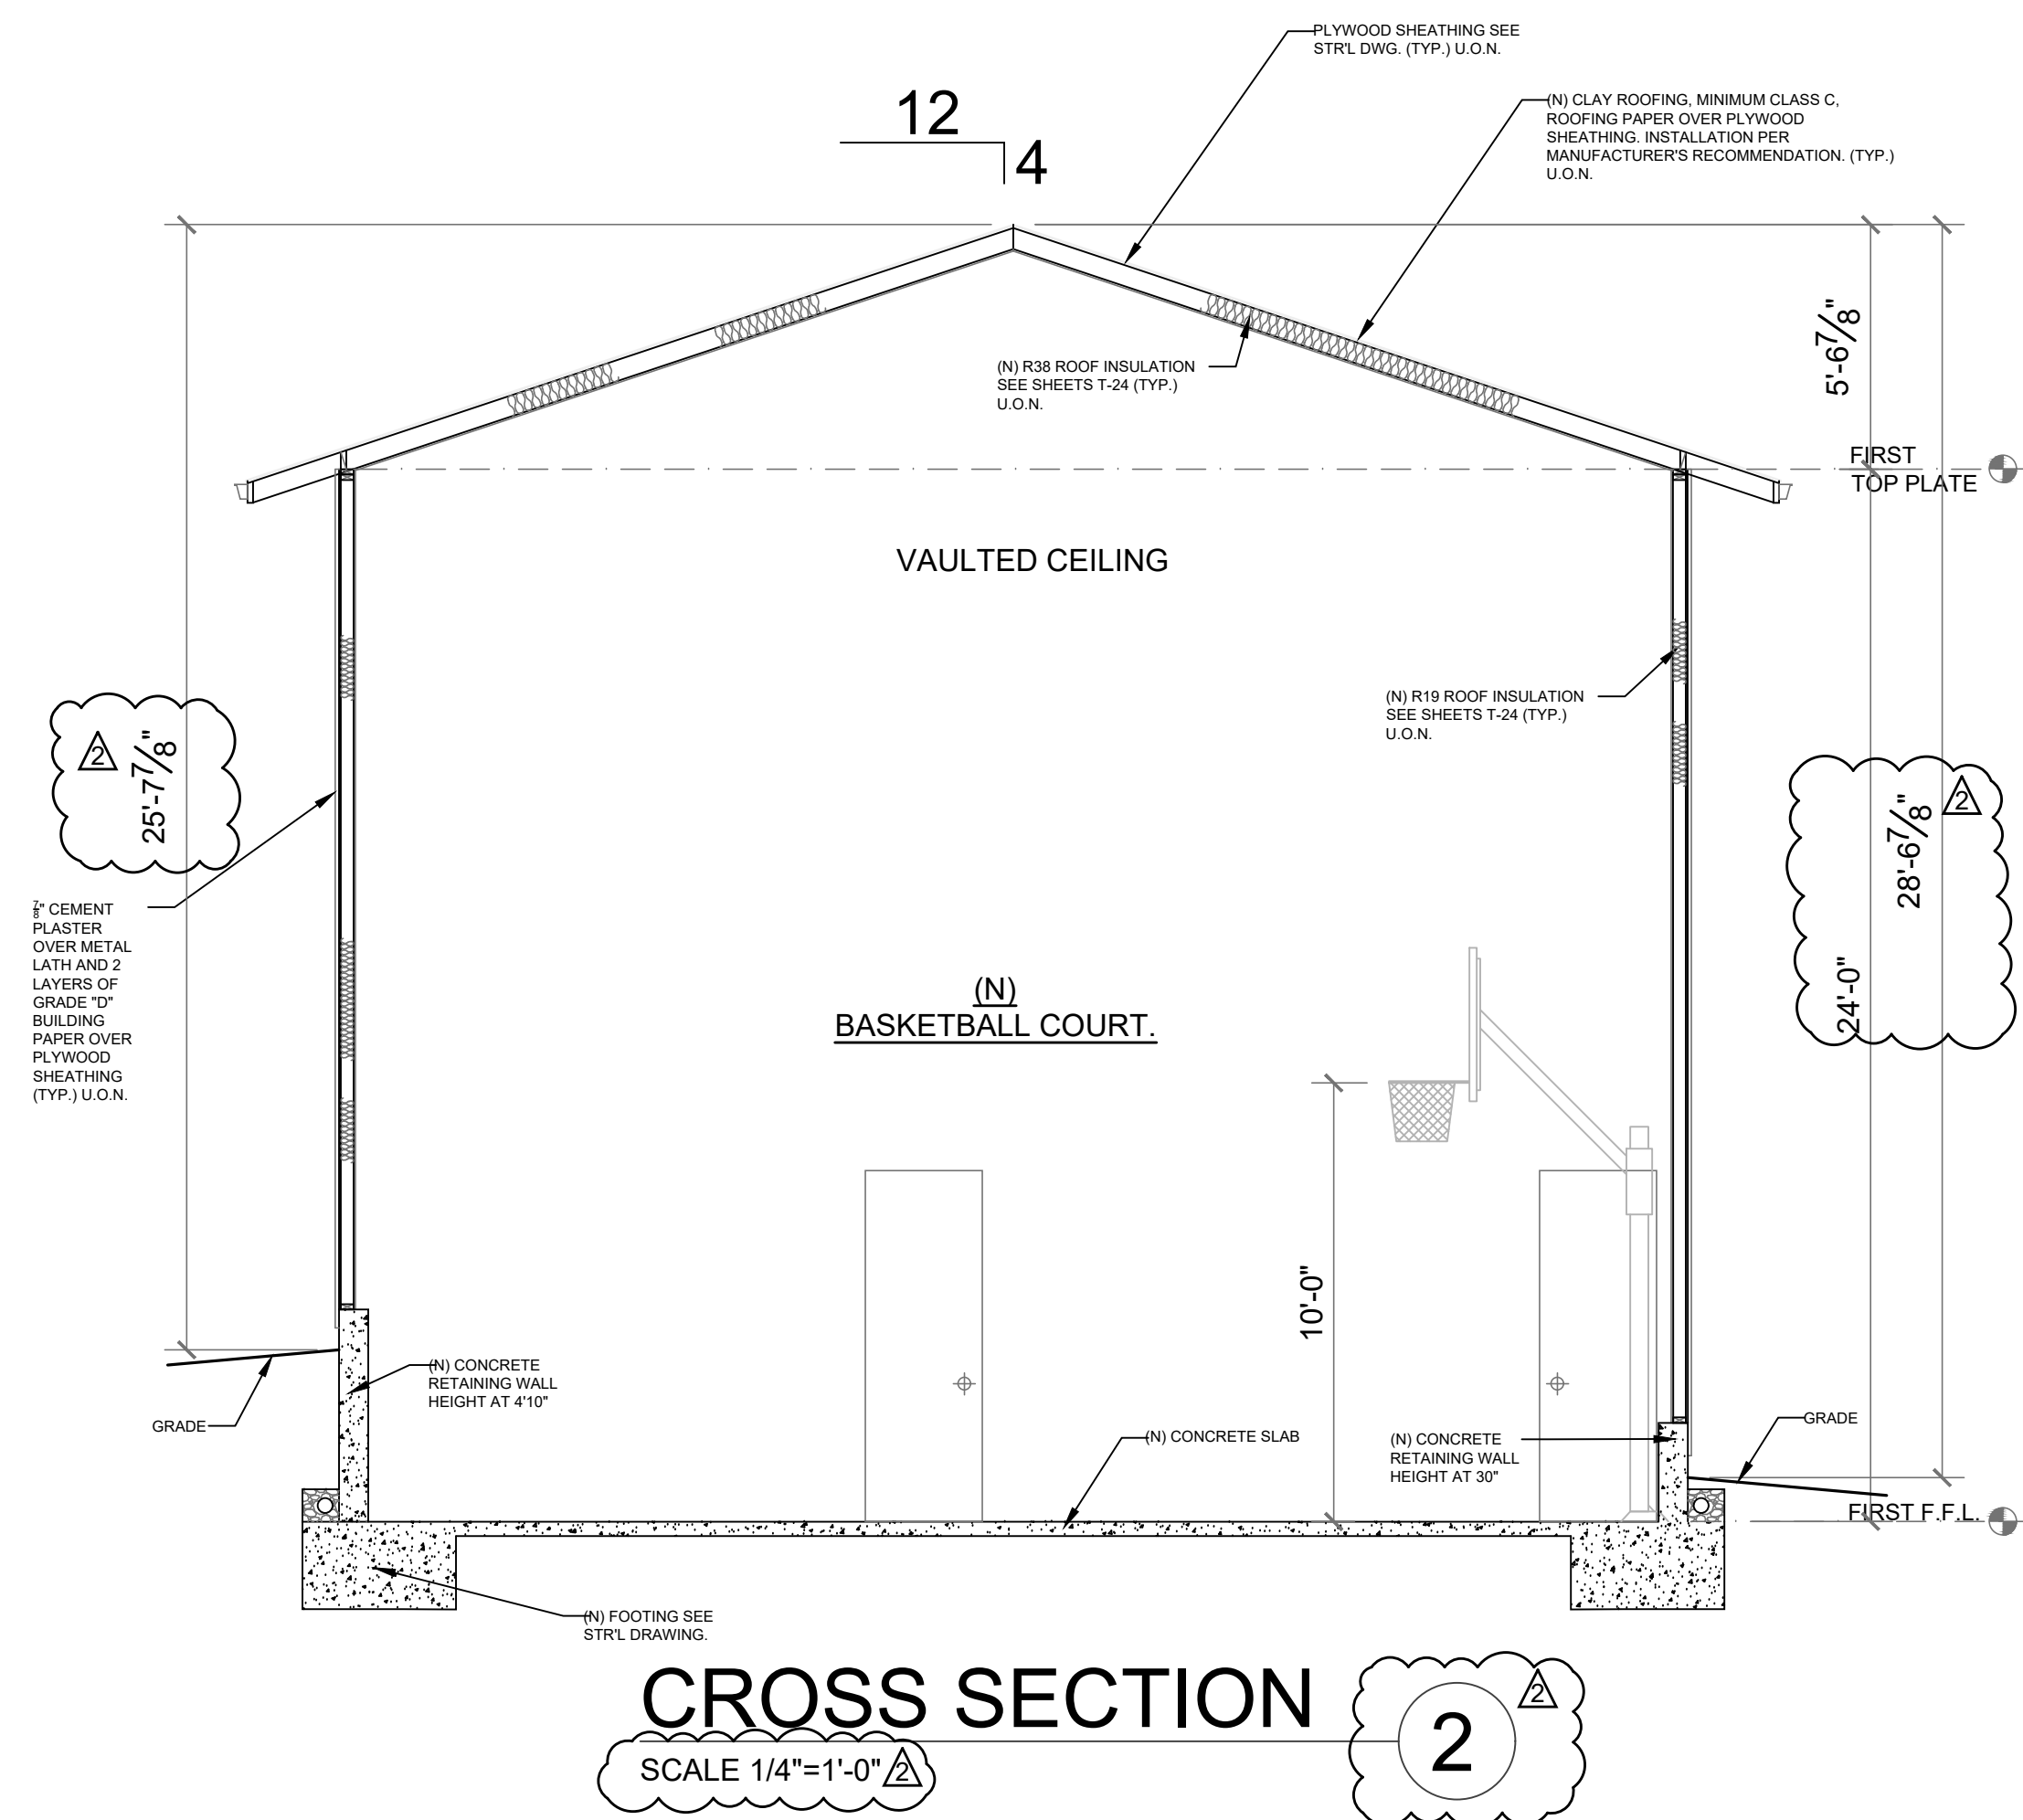 PLYWOOD SHEATHING SEE
STR'L DWG. (TYP.) U.O.N.
12
4
(N) CLAY ROOFING, MINIMUM CLASS C,
ROOFING PAPER OVER PLYWOOD
SHEATHING. INSTALLATION PER
MANUFACTURER'S RECOMMENDATION. (TYP.)
U.O.N.
5'-6 7/8"
(N) R38 ROOF INSULATION
SEE SHEETS T-24 (TYP.)
U.O.N.
FIRST
TOP PLATE
VAULTED CEILING
(N) R19 ROOF INSULATION
SEE SHEETS T-24 (TYP.)
U.O.N.
2
25'-7 7/8"
2
28'-6 7/8"
24'-0"
7/8" CEMENT
PLASTER
OVER METAL
LATH AND 2
LAYERS OF
GRADE "D"
BUILDING
PAPER OVER
PLYWOOD
SHEATHING
(TYP.) U.O.N.
(N)
BASKETBALL COURT.
10'-0"
(N) CONCRETE
RETAINING WALL
HEIGHT AT 4'10"
GRADE
(N) CONCRETE SLAB
(N) CONCRETE
RETAINING WALL
HEIGHT AT 30"
GRADE
FIRST F.F.L.
(N) FOOTING SEE
STR'L DRAWING.
CROSS SECTION
2
2
SCALE 1/4"=1'-0"
2